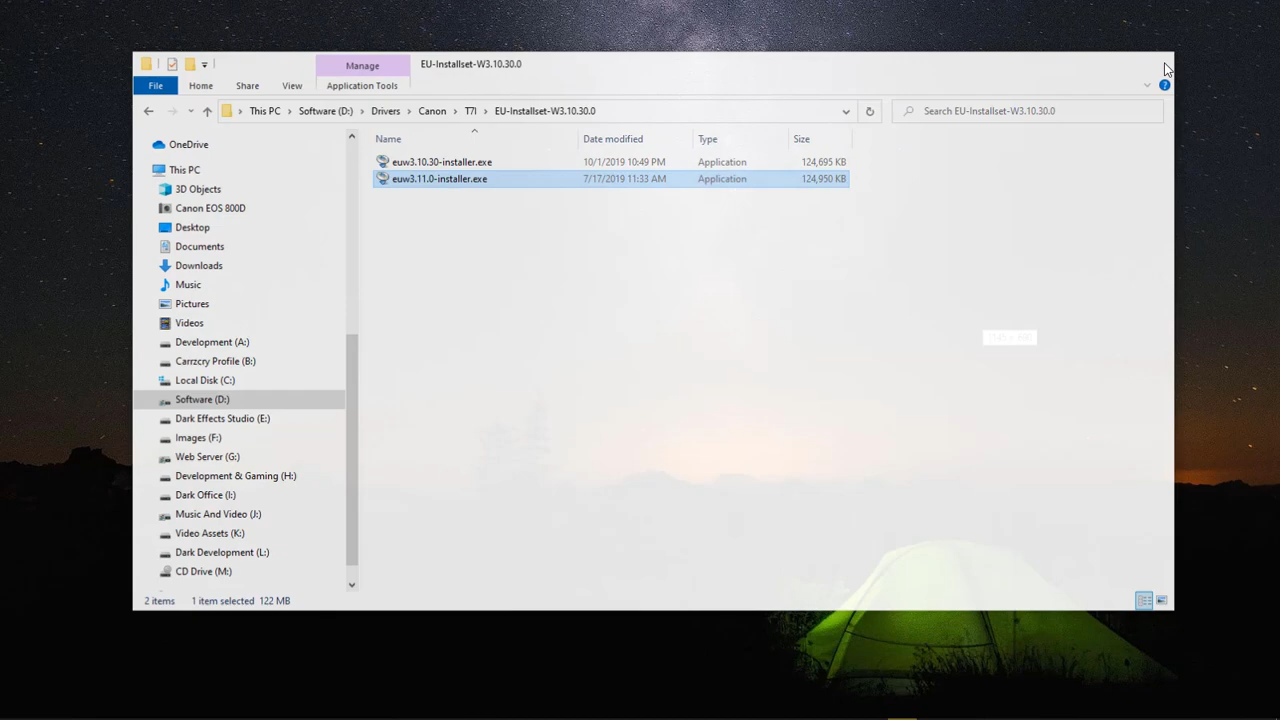 Manage
EU-Installset-W3.10.30.0
File
Home
Share
View
Application Tools
This PC
Software (D:)
Drivers
Canon
T7I
EU-Installset-W3.10.30.0
Search EU-Installset-W3.10.30.0
Name
Date modified
Type
Size
euw3.10.30-installer.exe
10/1/2019 10:49 PM
Application
124,695 KB
euw3.11.0-installer.exe
7/17/2019 11:33 AM
Application
124,950 KB
OneDrive
This PC
3D Objects
Canon EOS 800D
Desktop
Documents
Downloads
Music
Pictures
Videos
Development (A:)
Carrzcry Profile (B:)
Local Disk (C:)
Software (D:)
Dark Effects Studio (E:)
Images (F:)
Web Server (G:)
Development & Gaming (H:)
Dark Office (I:)
Music And Video (J:)
Video Assets (K:)
Dark Development (L:)
CD Drive (M:)
2 items
1 item selected 122 MB